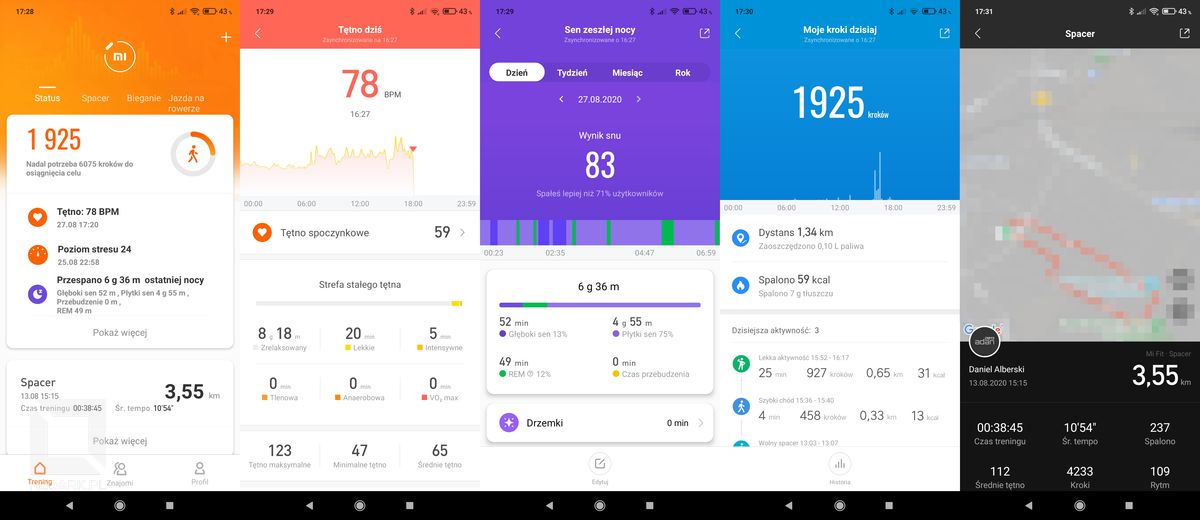 17:28
43%
mi
Status
Spacer
Bieganie
Jazda na
rowerze
1 925
Nadal potrzeba 6075 kroków do
osiągnięcia celu
Tętno: 78 BPM
27.08 17:20
Poziom stresu 24
25.08 22:58
Przespano 6 g 36 m ostatniej nocy
Głęboki sen 52 m , Płytki sen 4 g 55 m ,
Przebudzenie 0 m ,
REM 49 m
Pokaż więcej
Spacer
13.08 15:15
Czas treningu 00:38:45 Śr. tempo 10'54"
3,55 km
Pokaż więcej
Trening
Znajomi
Profil
17:29
43%
Tętno dziś
Zsynchronizowane na 16:27
78 BPM
16:27
00:00 06:00 12:00 18:00 23:59
Tętno spoczynkowe 59
Strefa stałego tętna
8 g 18 m
Zrelaksowany
20 min
Lekkie
5 min
Intensywne
0 min
Tlenowa
0 min
Anaerobowa
0 min
VO₂ max
123
Tętno maksymalne
47
Minimalne tętno
65
Średnie tętno
17:29
43%
Sen zeszłej nocy
Zsynchronizowane o 16:27
Dzień Tydzień Miesiąc Rok
27.08.2020
Wynik snu
83
Spałeś lepiej niż 71% użytkowników
00:23 02:35 04:47 06:59
6 g 36 m
52 min
Głęboki sen 13%
4 g 55 m
Płytki sen 75%
49 min
REM 12%
0 min
Czas przebudzenia
Drzemki 0 min
Edytuj
17:30
43%
Moje kroki dzisiaj
Zsynchronizowane o 16:27
1925 kroków
00:00 06:00 12:00 18:00 23:59
Dystans 1,34 km
Zaoszczędzono 0,10 L paliwa
Spalono 59 kcal
Spalono 7 g tłuszczu
Dzisiejsza aktywność: 3
Lekka aktywność 15:52 - 16:17
25 min 927 kroków 0,65 km 31 kcal
Szybki chód 15:36 - 15:40
4 min 458 kroków 0,33 km 13 kcal
Wolny spacer 13:03 - 13:07
Historia
17:31
43%
Spacer
Google
adan
Daniel Alberski
13.08.2020 15:15
Mi Fit · Spacer
3,55 km
00:38:45
Czas treningu
10'54"
Śr. tempo
237
Spalono
112
Średnie tętno
4233
Kroki
109
Rytm